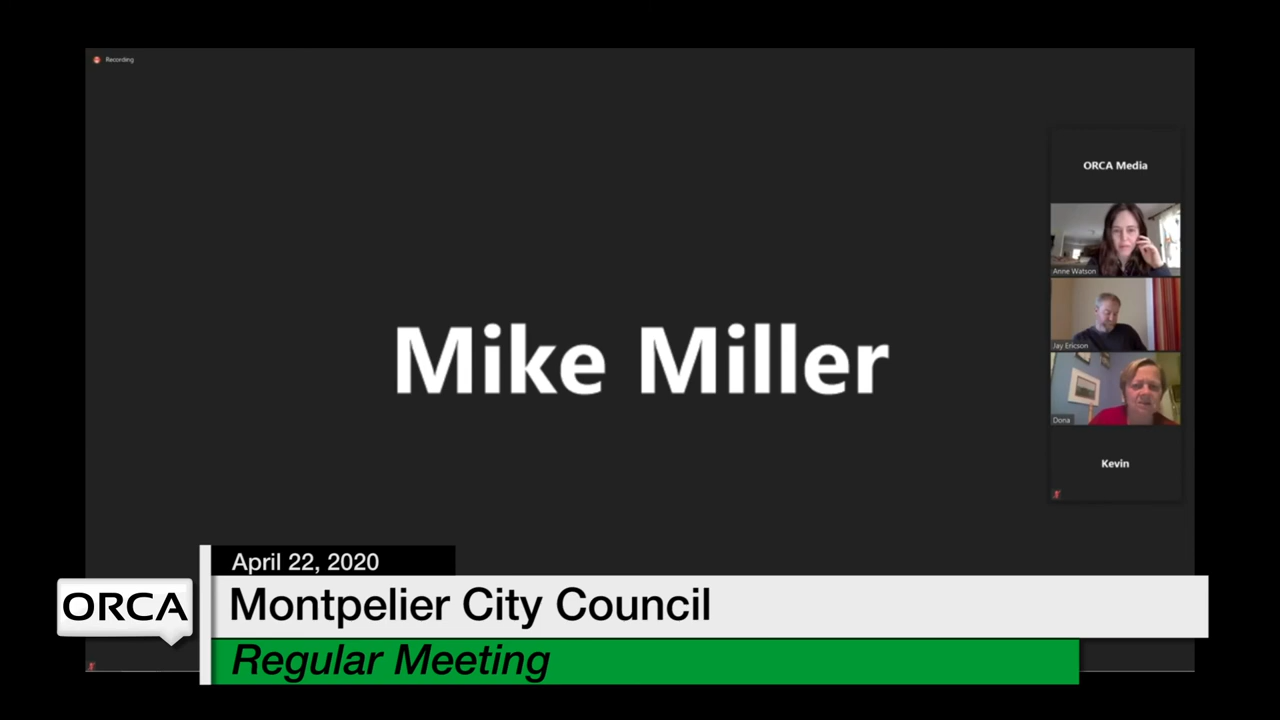 Recording
ORCA Media
Anne Watson
Jay Ericson
Mike Miller
Dona
Kevin
April 22, 2020
ORCA
Montpelier City Council
Regular Meeting